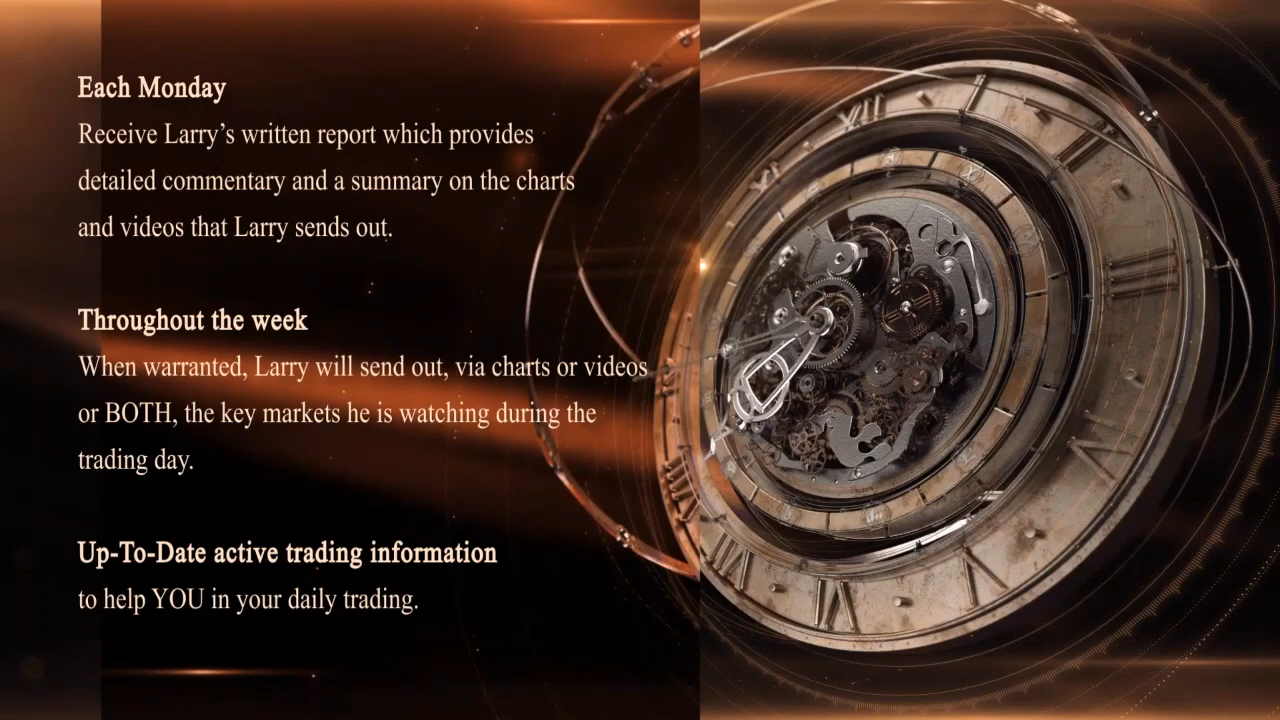 Each Monday
Receive Larry’s written report which provides
detailed commentary and a summary on the charts
and videos that Larry sends out.
Throughout the week
When warranted, Larry will send out, via charts or videos
or BOTH, the key markets he is watching during the
trading day.
Up-To-Date active trading information
to help YOU in your daily trading.